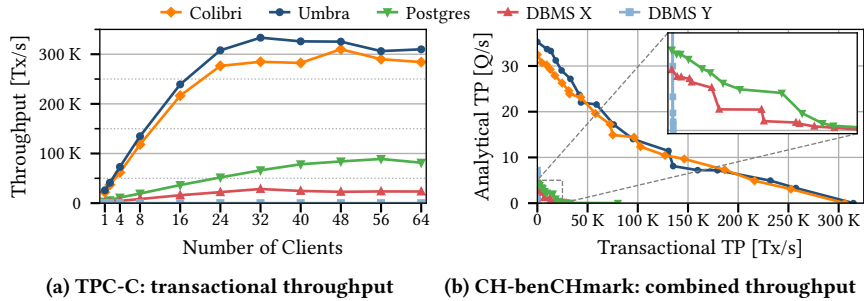 Colibri Umbra Postgres DBMS X DBMS Y
Throughput [Tx/s]
300 K
200 K
100 K
0
1 4 8 16 24 32 40 48 56 64
Number of Clients
(a) TPC-C: transactional throughput
Analytical TP [Q/s]
30
20
10
0
0 50 K 100 K 150 K 200 K 250 K 300 K
Transactional TP [Tx/s]
(b) CH-benCHmark: combined throughput